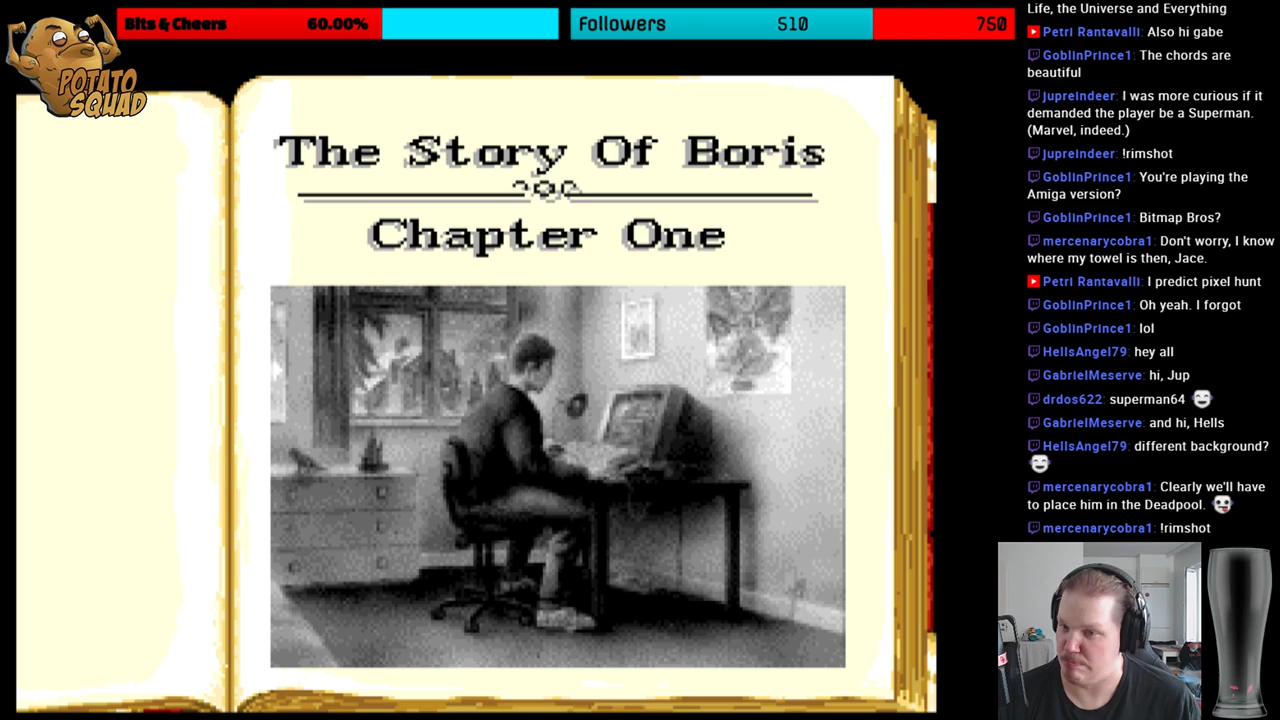 Bits & Cheers 60.00%
Followers 510 750
POTATO
SQUAD
The Story Of Boris
Chapter One
Life, the Universe and Everything
Petri Rantavalli: Also hi gabe
GoblinPrince1: The chords are
beautiful
jupreindeer: I was more curious if it
demanded the player be a Superman.
(Marvel, indeed.)
jupreindeer: !rimshot
GoblinPrince1: You're playing the
Amiga version?
GoblinPrince1: Bitmap Bros?
mercenarycobra1: Don't worry, I know
where my towel is then, Jace.
Petri Rantavalli: I predict pixel hunt
GoblinPrince1: Oh yeah. I forgot
GoblinPrince1: lol
HellsAngel79: hey all
GabrielMeserve: hi, Jup
drdos622: superman64
GabrielMeserve: and hi, Hells
HellsAngel79: different background?
mercenarycobra1: Clearly we'll have
to place him in the Deadpool.
mercenarycobra1: !rimshot